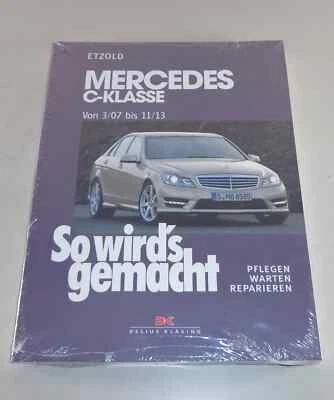 ETZOLD
MERCEDES
C-KLASSE
Von 3/07 bis 11/13
So wird's
gemacht
PFLEGEN
WARTEN
REPARIEREN
DELIUS KLASING